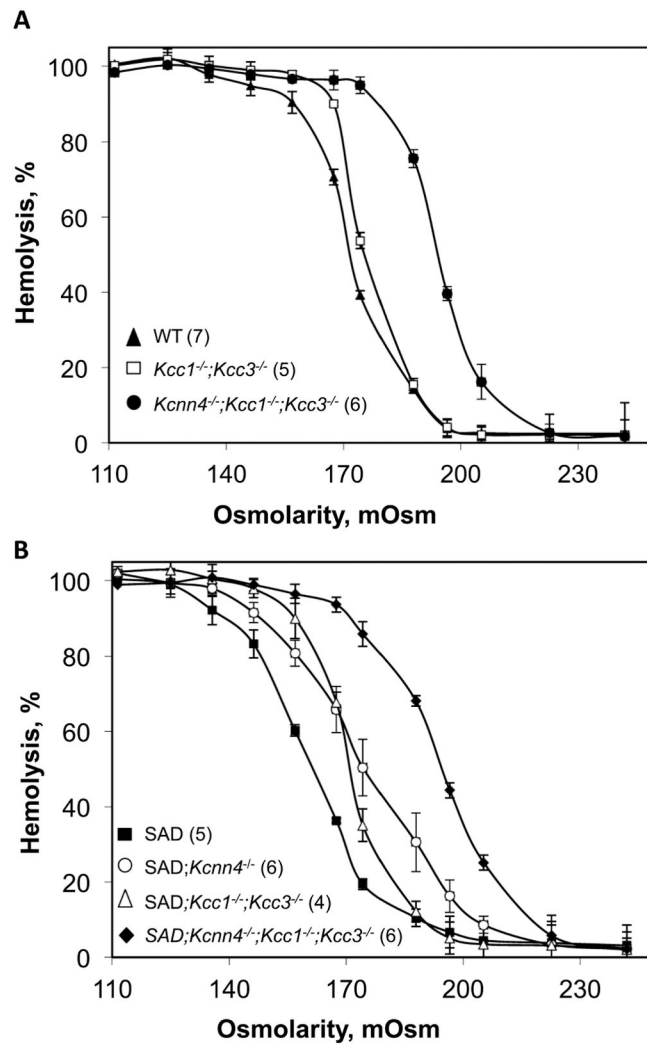 A
100
80
60
40
20
0
Hemolysis, %
WT (7)
Kcc1-/-;Kcc3-/- (5)
Kcnn4-/-;Kcc1-/-;Kcc3-/- (6)
110 140 170 200 230
Osmolarity, mOsm
B
100
80
60
40
20
0
Hemolysis, %
SAD (5)
SAD;Kcnn4-/- (6)
SAD;Kcc1-/-;Kcc3-/- (4)
SAD;Kcnn4-/-;Kcc1-/-;Kcc3-/- (6)
110 140 170 200 230
Osmolarity, mOsm